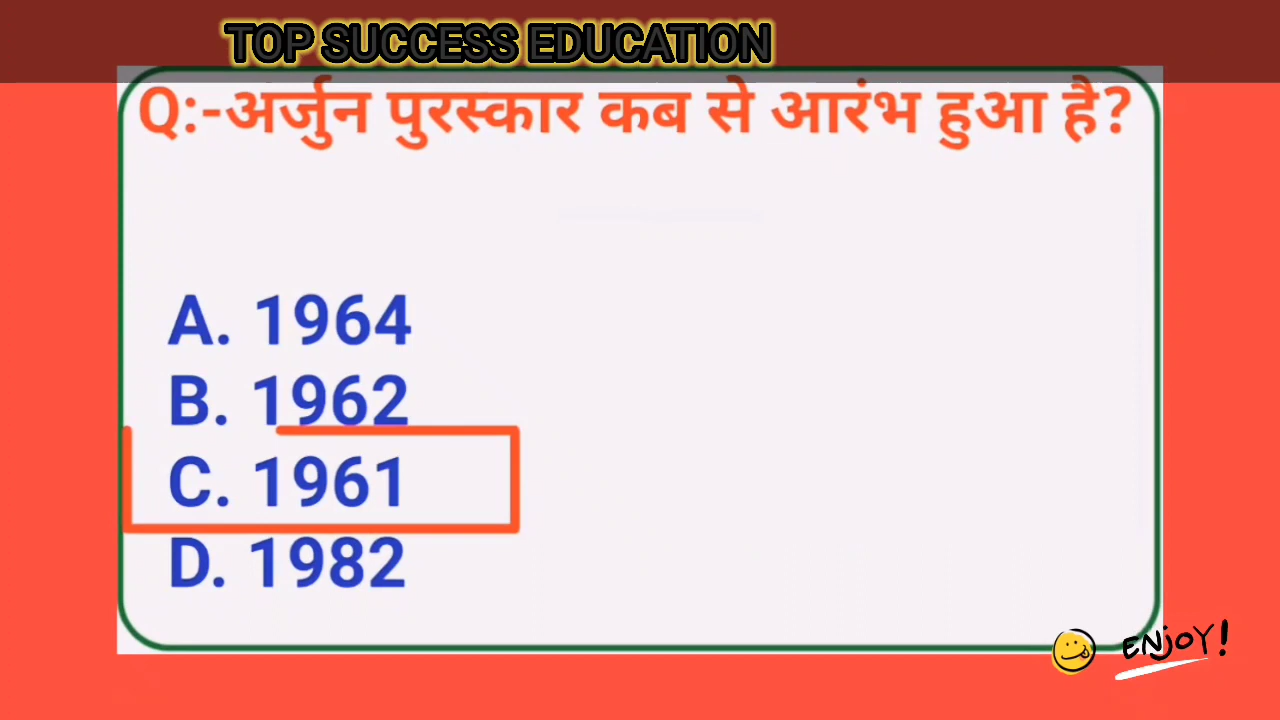 TOP SUCCESS EDUCATION
Q:-अर्जुन पुरस्कार कब से आरंभ हुआ है?
A. 1964
B. 1962
C. 1961
D. 1982
ENJOY!